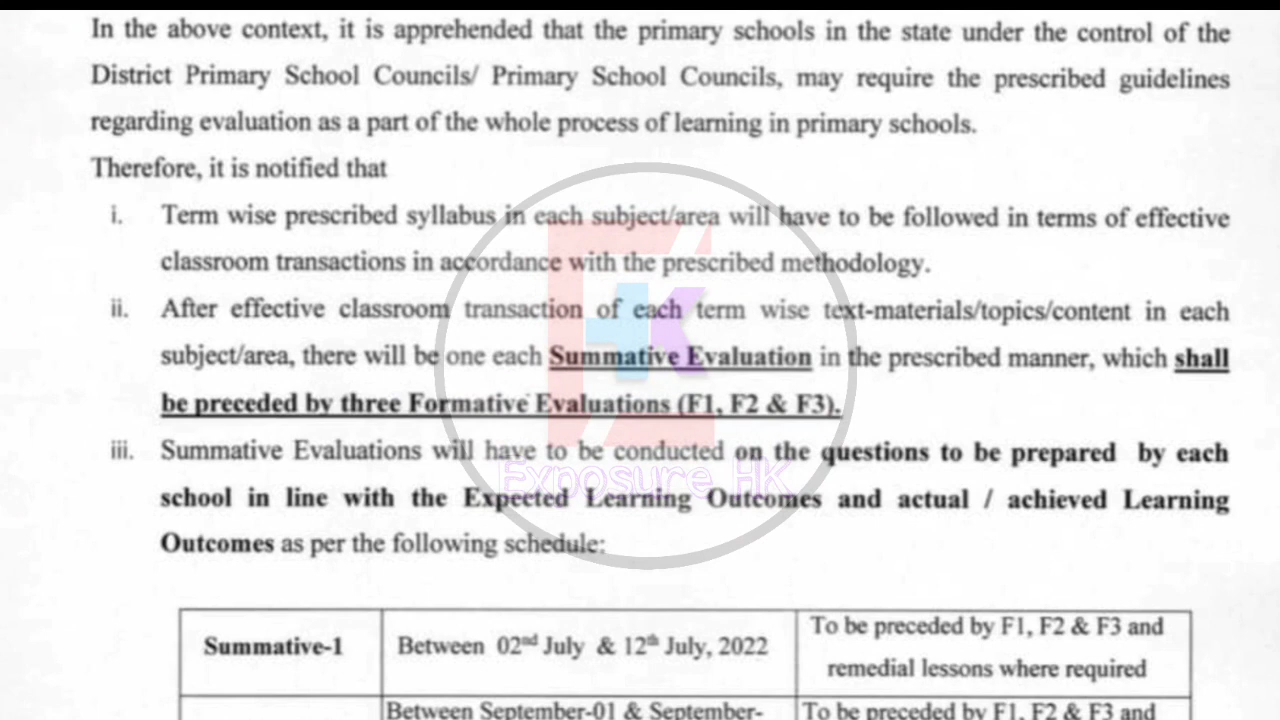 In the above context, it is apprehended that the primary schools in the state under the control of the
District Primary School Councils/ Primary School Councils, may require the prescribed guidelines
regarding evaluation as a part of the whole process of learning in primary schools.
Therefore, it is notified that
i. Term wise prescribed syllabus in each subject/area will have to be followed in terms of effective
classroom transactions in accordance with the prescribed methodology.
ii. After effective classroom transaction of each term wise text-materials/topics/content in each
subject/area, there will be one each Summative Evaluation in the prescribed manner, which shall
be preceded by three Formative Evaluations (F1, F2 & F3).
iii. Summative Evaluations will have to be conducted on the questions to be prepared by each
school in line with the Expected Learning Outcomes and actual / achieved Learning
Outcomes as per the following schedule:
Exposure HK
Summative-1
Between 02nd July & 12th July, 2022
To be preceded by F1, F2 & F3 and
remedial lessons where required
Between September-01 & September-
To be preceded by F1, F2 & F3 and